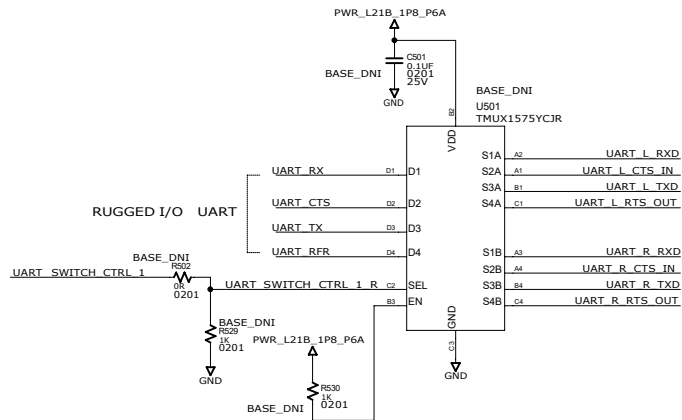 PWR_L21B_1P8_P6A
C501
0.1UF
0201
25V
BASE_DNI
GND
BASE_DNI
U501
TMUX1575YCJR
B2
VDD
UART_RX D1 D1
UART_CTS D2 D2
UART_TX D3 D3
UART_RFR D4 D4
RUGGED I/O UART
S1A A2 UART_L_RXD
S2A A1 UART_L_CTS_IN
S3A B1 UART_L_TXD
S4A C1 UART_L_RTS_OUT
S1B A3 UART_R_RXD
S2B A4 UART_R_CTS_IN
S3B B4 UART_R_TXD
S4B C4 UART_R_RTS_OUT
BASE_DNI
R502
UART_SWITCH_CTRL_1
0R
0201
UART_SWITCH_CTRL_1_R C2 SEL
B3 EN
GND
C3
GND
BASE_DNI
R529
1K
0201
GND
PWR_L21B_1P8_P6A
R530
1K
0201
BASE_DNI